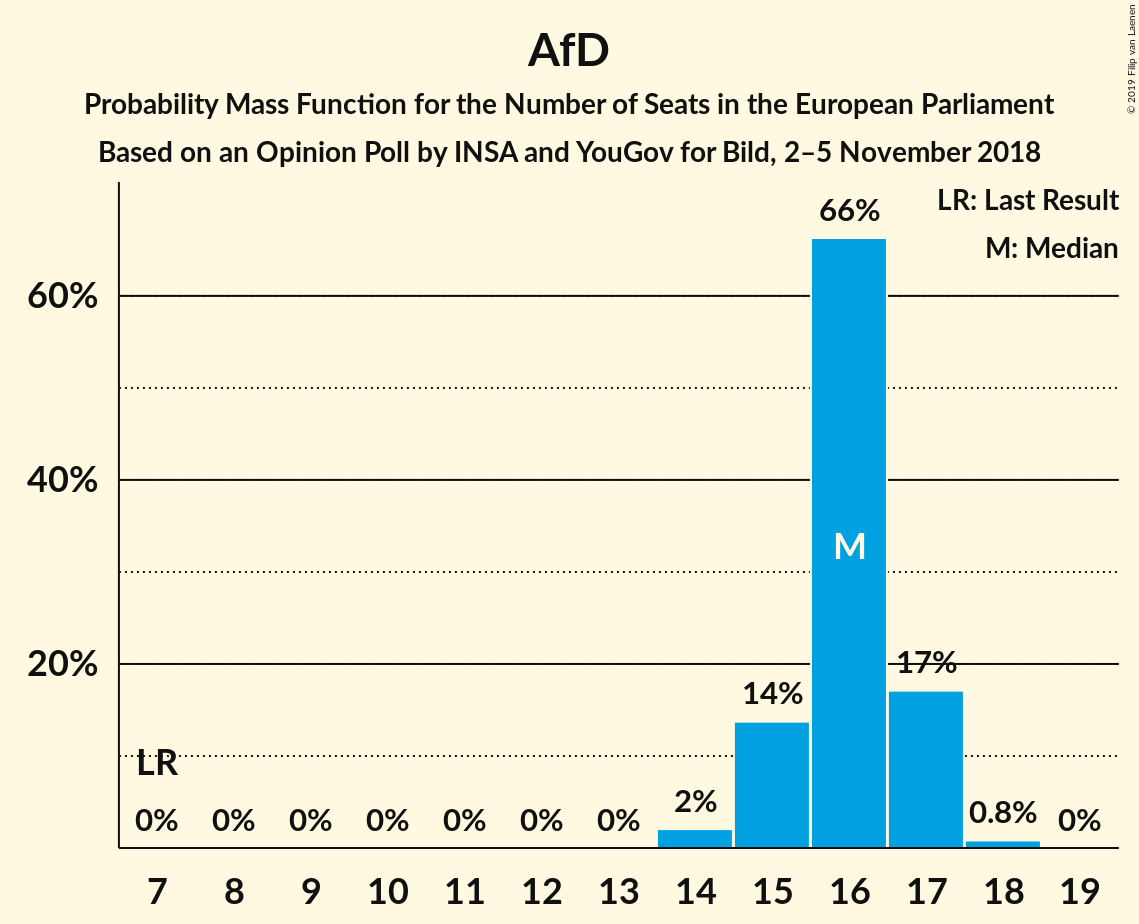 AfD
Probability Mass Function for the Number of Seats in the European Parliament
Based on an Opinion Poll by INSA and YouGov for Bild, 2–5 November 2018
© 2019 Filip van Laenen
LR: Last Result
M: Median
60%
40%
20%
LR
0%
0%
0%
0%
0%
0%
0%
2%
14%
66%
M
17%
0.8%
0%
7 8 9 10 11 12 13 14 15 16 17 18 19